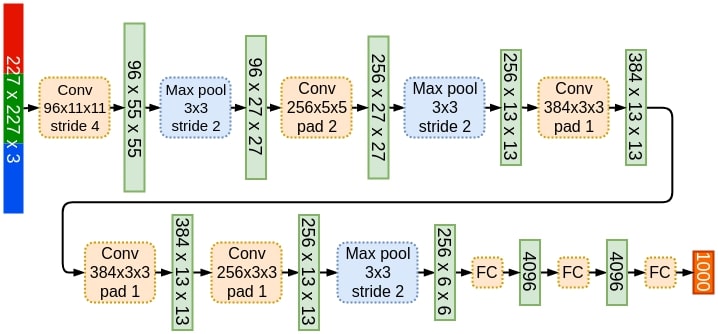 227 x 227 x 3
Conv
96x11x11
stride 4
96 x 55 x 55
Max pool
3x3
stride 2
96 x 27 x 27
Conv
256x5x5
pad 2
256 x 27 x 27
Max pool
3x3
stride 2
256 x 13 x 13
Conv
384x3x3
pad 1
384 x 13 x 13
Conv
384x3x3
pad 1
384 x 13 x 13
Conv
256x3x3
pad 1
256 x 13 x 13
Max pool
3x3
stride 2
256 x 6 x 6
FC
4096
FC
4096
FC
1000